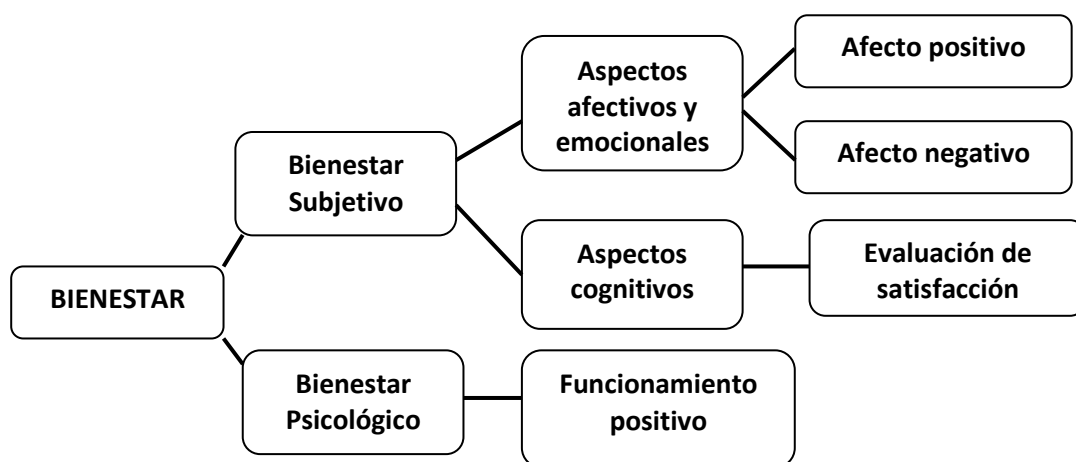 Afecto positivo
Aspectos
afectivos y
emocionales
Afecto negativo
Bienestar
Subjetivo
Aspectos
cognitivos
Evaluación de
satisfacción
BIENESTAR
Bienestar
Psicológico
Funcionamiento
positivo